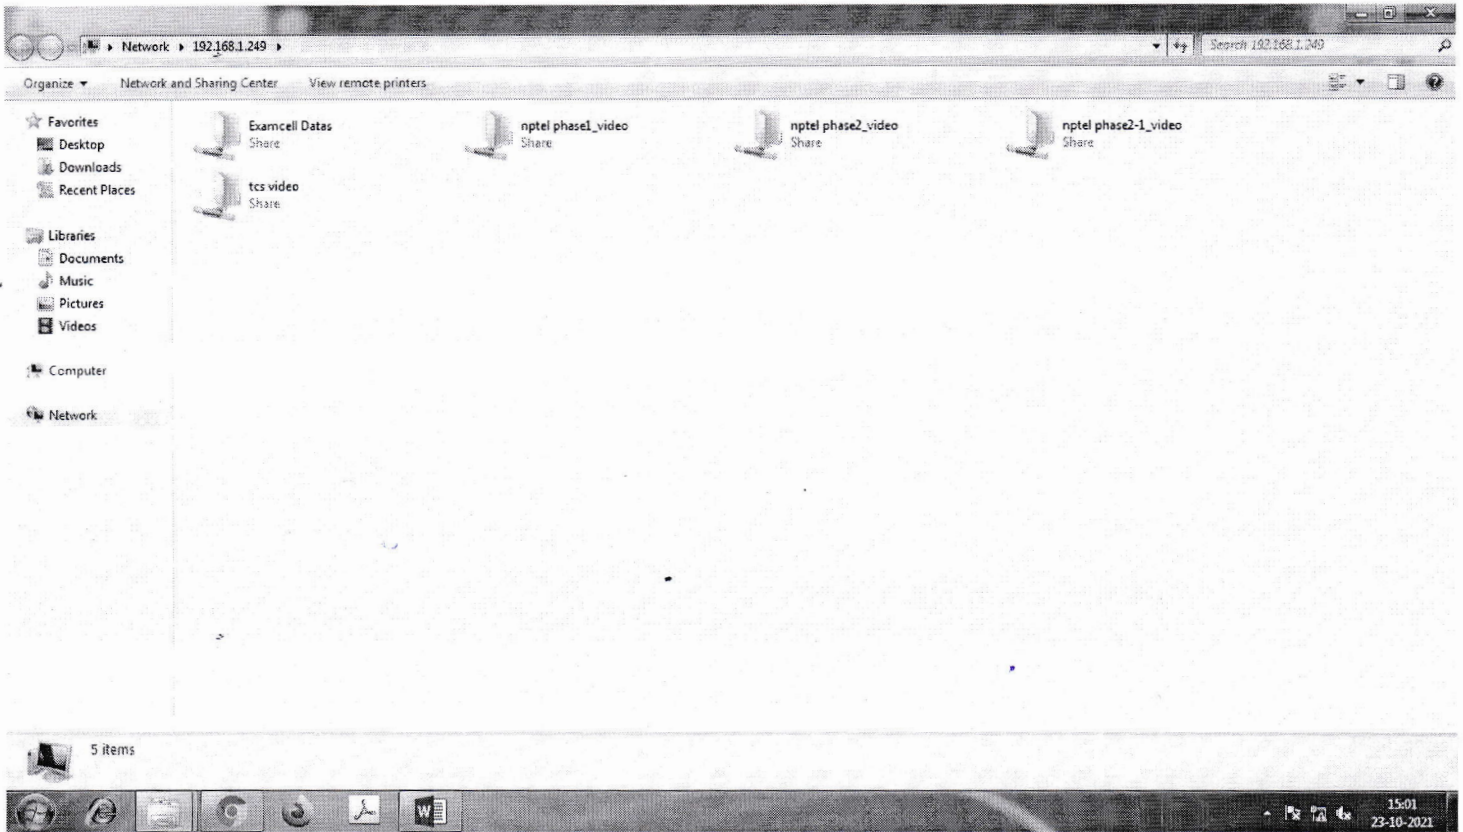 Network ▸ 192.168.1.249 ▸
Search 192.168.1.249
Organize ▾ Network and Sharing Center View remote printers
Favorites
Desktop
Downloads
Recent Places
Libraries
Documents
Music
Pictures
Videos
Computer
Network
Examcell Datas
Share
nptel phase1_video
Share
nptel phase2_video
Share
nptel phase2-1_video
Share
tcs video
Share
5 items
15:01
23-10-2021